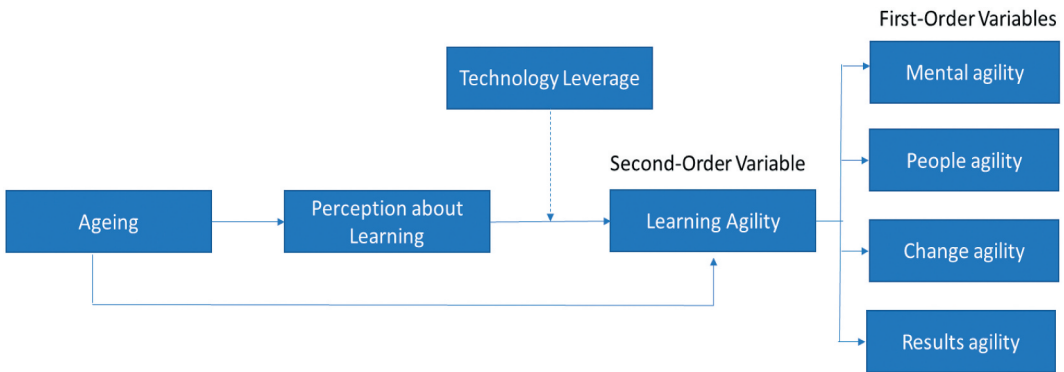 First-Order Variables
Technology Leverage
Mental agility
Second-Order Variable
People agility
Ageing
Perception about
Learning
Learning Agility
Change agility
Results agility